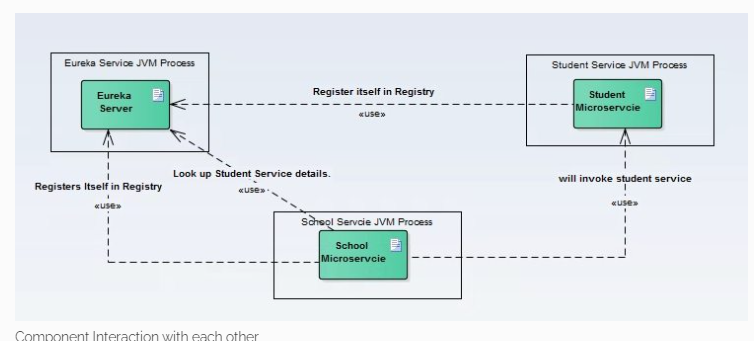 Eureka Service JVM Process
Student Service JVM Process
Eureka
Server
Register itself in Registry
«use»
Student
Microservcie
Look up Student Service details.
«use»
Registers Itself in Registry
«use»
will invoke student service
«use»
School Servcie JVM Process
School
Microservcie
Component Interaction with each other